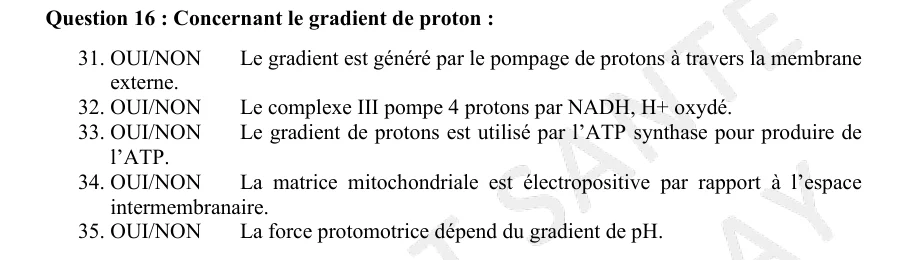 Question 16 : Concernant le gradient de proton :
31. OUI/NON Le gradient est généré par le pompage de protons à travers la membrane
externe.
32. OUI/NON Le complexe III pompe 4 protons par NADH, H+ oxydé.
33. OUI/NON Le gradient de protons est utilisé par l'ATP synthase pour produire de
l'ATP.
34. OUI/NON La matrice mitochondriale est électropositive par rapport à l'espace
intermembranaire.
35. OUI/NON La force protomotrice dépend du gradient de pH.